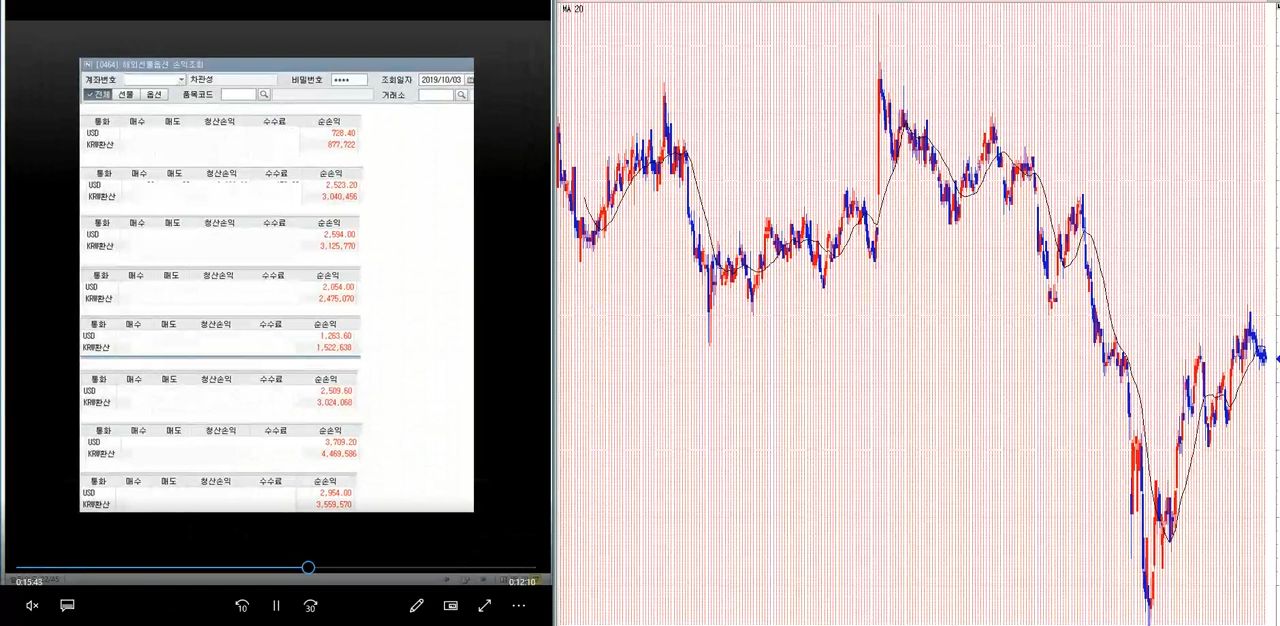 [0464] 해외선물옵션 손익조회
계좌번호 차관성 비밀번호 **** 조회일자 2019/10/03
전체 선물 옵션 품목코드 거래소
통화 매수 매도 청산손익 수수료 순손익
USD 728.40
KRW환산 877,722
통화 매수 매도 청산손익 수수료 순손익
USD 2,523.20
KRW환산 3,040,456
통화 매수 매도 청산손익 수수료 순손익
USD 2,594.00
KRW환산 3,125,770
통화 매수 매도 청산손익 수수료 순손익
USD 2,054.00
KRW환산 2,475,070
통화 매수 매도 청산손익 수수료 순손익
USD 1,263.60
KRW환산 1,522,638
통화 매수 매도 청산손익 수수료 순손익
USD 2,509.60
KRW환산 3,024,068
통화 매수 매도 청산손익 수수료 순손익
USD 3,709.20
KRW환산 4,469,586
통화 매수 매도 청산손익 수수료 순손익
USD 2,954.00
KRW환산 3,559,570
0:15:43 0:12:10
10 30
MA 20